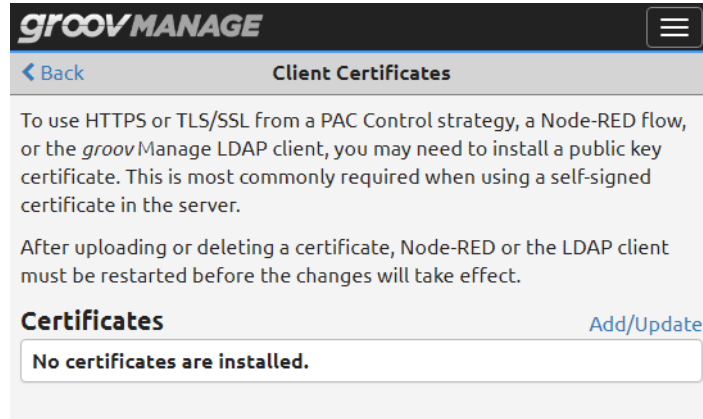 groov MANAGE
Back
Client Certificates
To use HTTPS or TLS/SSL from a PAC Control strategy, a Node-RED flow,
or the groov Manage LDAP client, you may need to install a public key
certificate. This is most commonly required when using a self-signed
certificate in the server.
After uploading or deleting a certificate, Node-RED or the LDAP client
must be restarted before the changes will take effect.
Certificates
Add/Update
No certificates are installed.